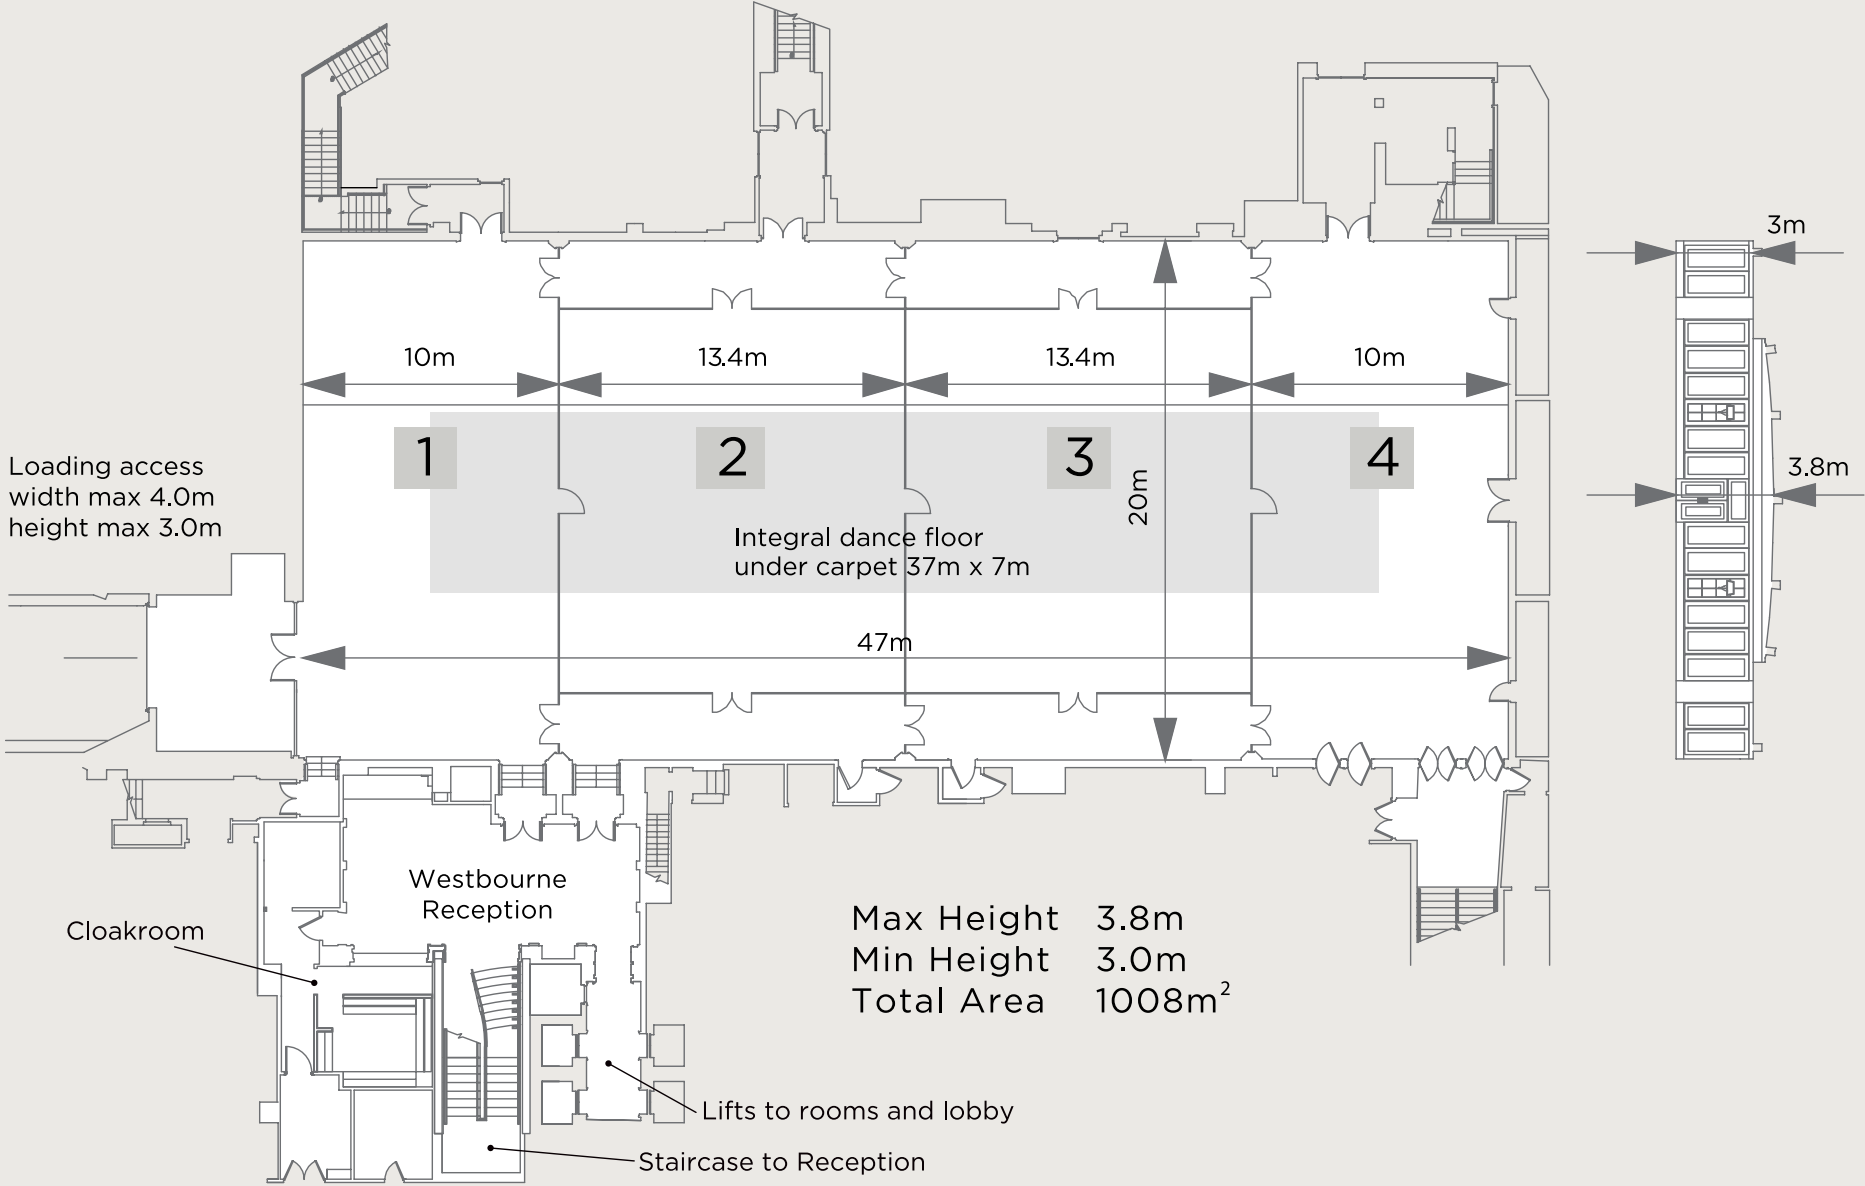 3m
10m
13.4m
13.4m
10m
1
2
3
4
20m
3.8m
Loading access
width max 4.0m
height max 3.0m
Integral dance floor
under carpet 37m x 7m
47m
Westbourne
Reception
Cloakroom
Max Height 3.8m
Min Height 3.0m
Total Area 1008m²
Lifts to rooms and lobby
Staircase to Reception